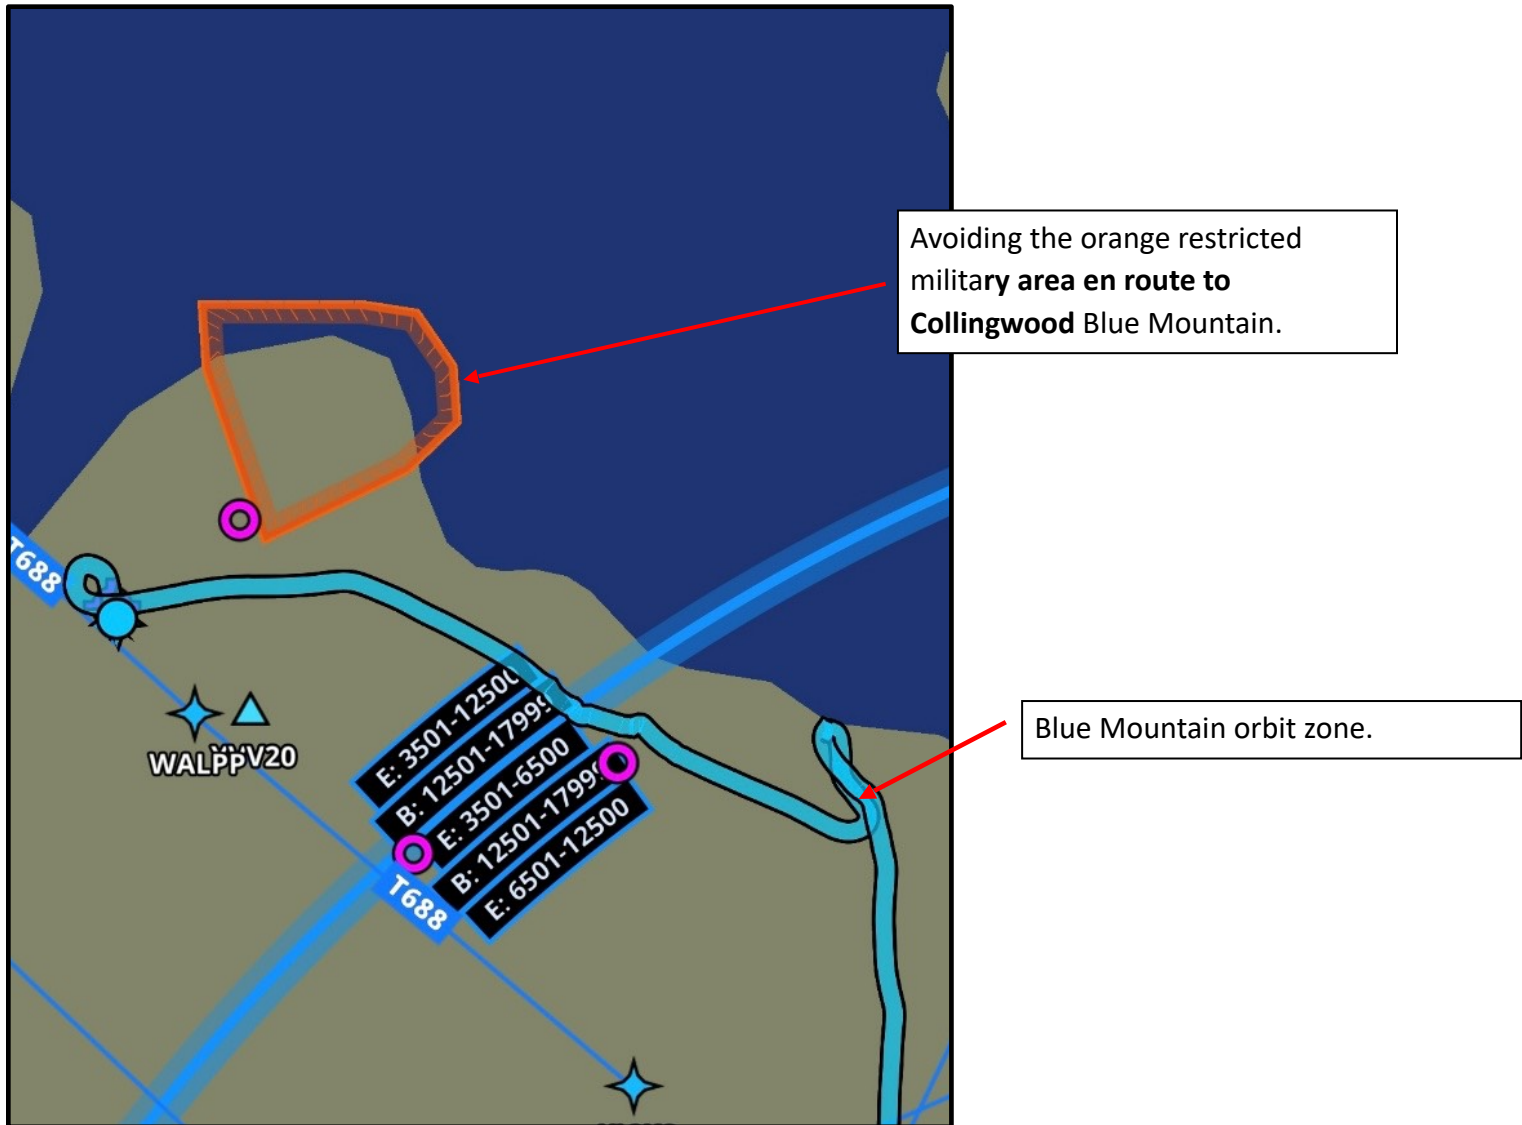 Avoiding the orange restricted
military area en route to
Collingwood Blue Mountain.
T688
E: 3501-12500
B: 12501-17999
E: 3501-6500
B: 12501-17999
E: 6501-12500
WALPP
V20
Blue Mountain orbit zone.
T688